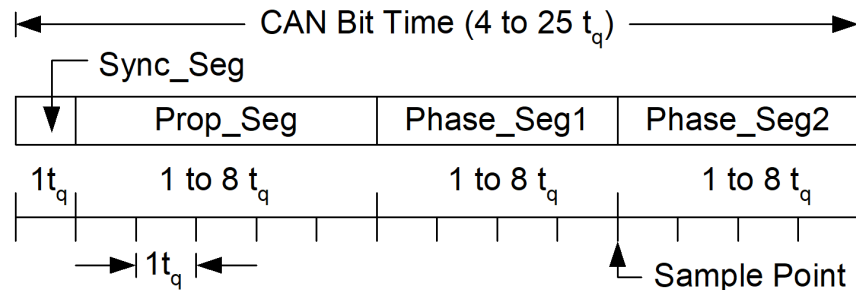 CAN Bit Time (4 to 25 tq)
Sync_Seg
Prop_Seg Phase_Seg1 Phase_Seg2
1tq 1 to 8 tq 1 to 8 tq 1 to 8 tq
1tq
Sample Point